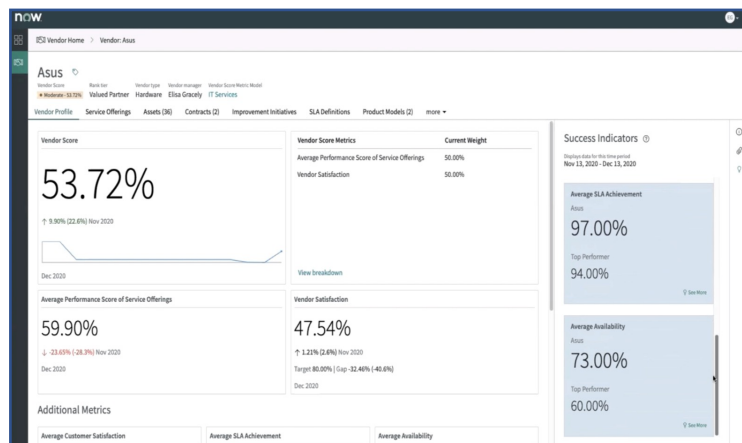 now
EG
Vendor Home > Vendor: Asus
Asus
Vendor Score
Rank tier
Vendor type
Vendor manager
Vendor Score Metric Model
Moderate - 53.72%
Valued Partner
Hardware
Elisa Gracely
IT Services
Vendor Profile
Service Offerings
Assets (36)
Contracts (2)
Improvement Initiatives
SLA Definitions
Product Models (2)
more
Vendor Score
53.72%
↑ 9.90% (22.6%) Nov 2020
Dec 2020
Vendor Score Metrics
Current Weight
Average Performance Score of Service Offerings
50.00%
Vendor Satisfaction
50.00%
View breakdown
Average Performance Score of Service Offerings
59.90%
↓ -23.65% (-28.3%) Nov 2020
Dec 2020
Vendor Satisfaction
47.54%
↑ 1.21% (2.6%) Nov 2020
Target 80.00% | Gap -32.46% (-40.6%)
Dec 2020
Additional Metrics
Average Customer Satisfaction
Average SLA Achievement
Average Availability
Success Indicators
Displays data for this time period
Nov 13, 2020 - Dec 13, 2020
Average SLA Achievement
Asus
97.00%
Top Performer
94.00%
See More
Average Availability
Asus
73.00%
Top Performer
60.00%
See More